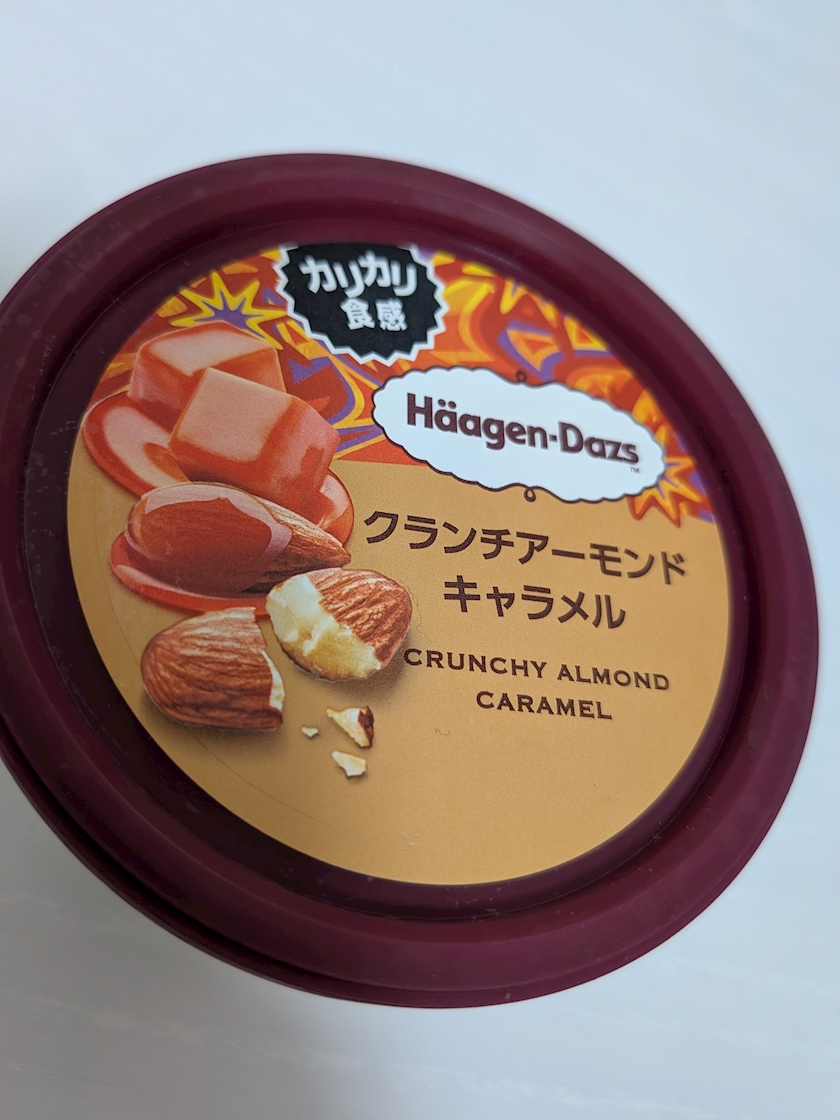 カリカリ
食感
Häagen-Dazs
™
クランチアーモンド
キャラメル
CRUNCHY ALMOND
CARAMEL